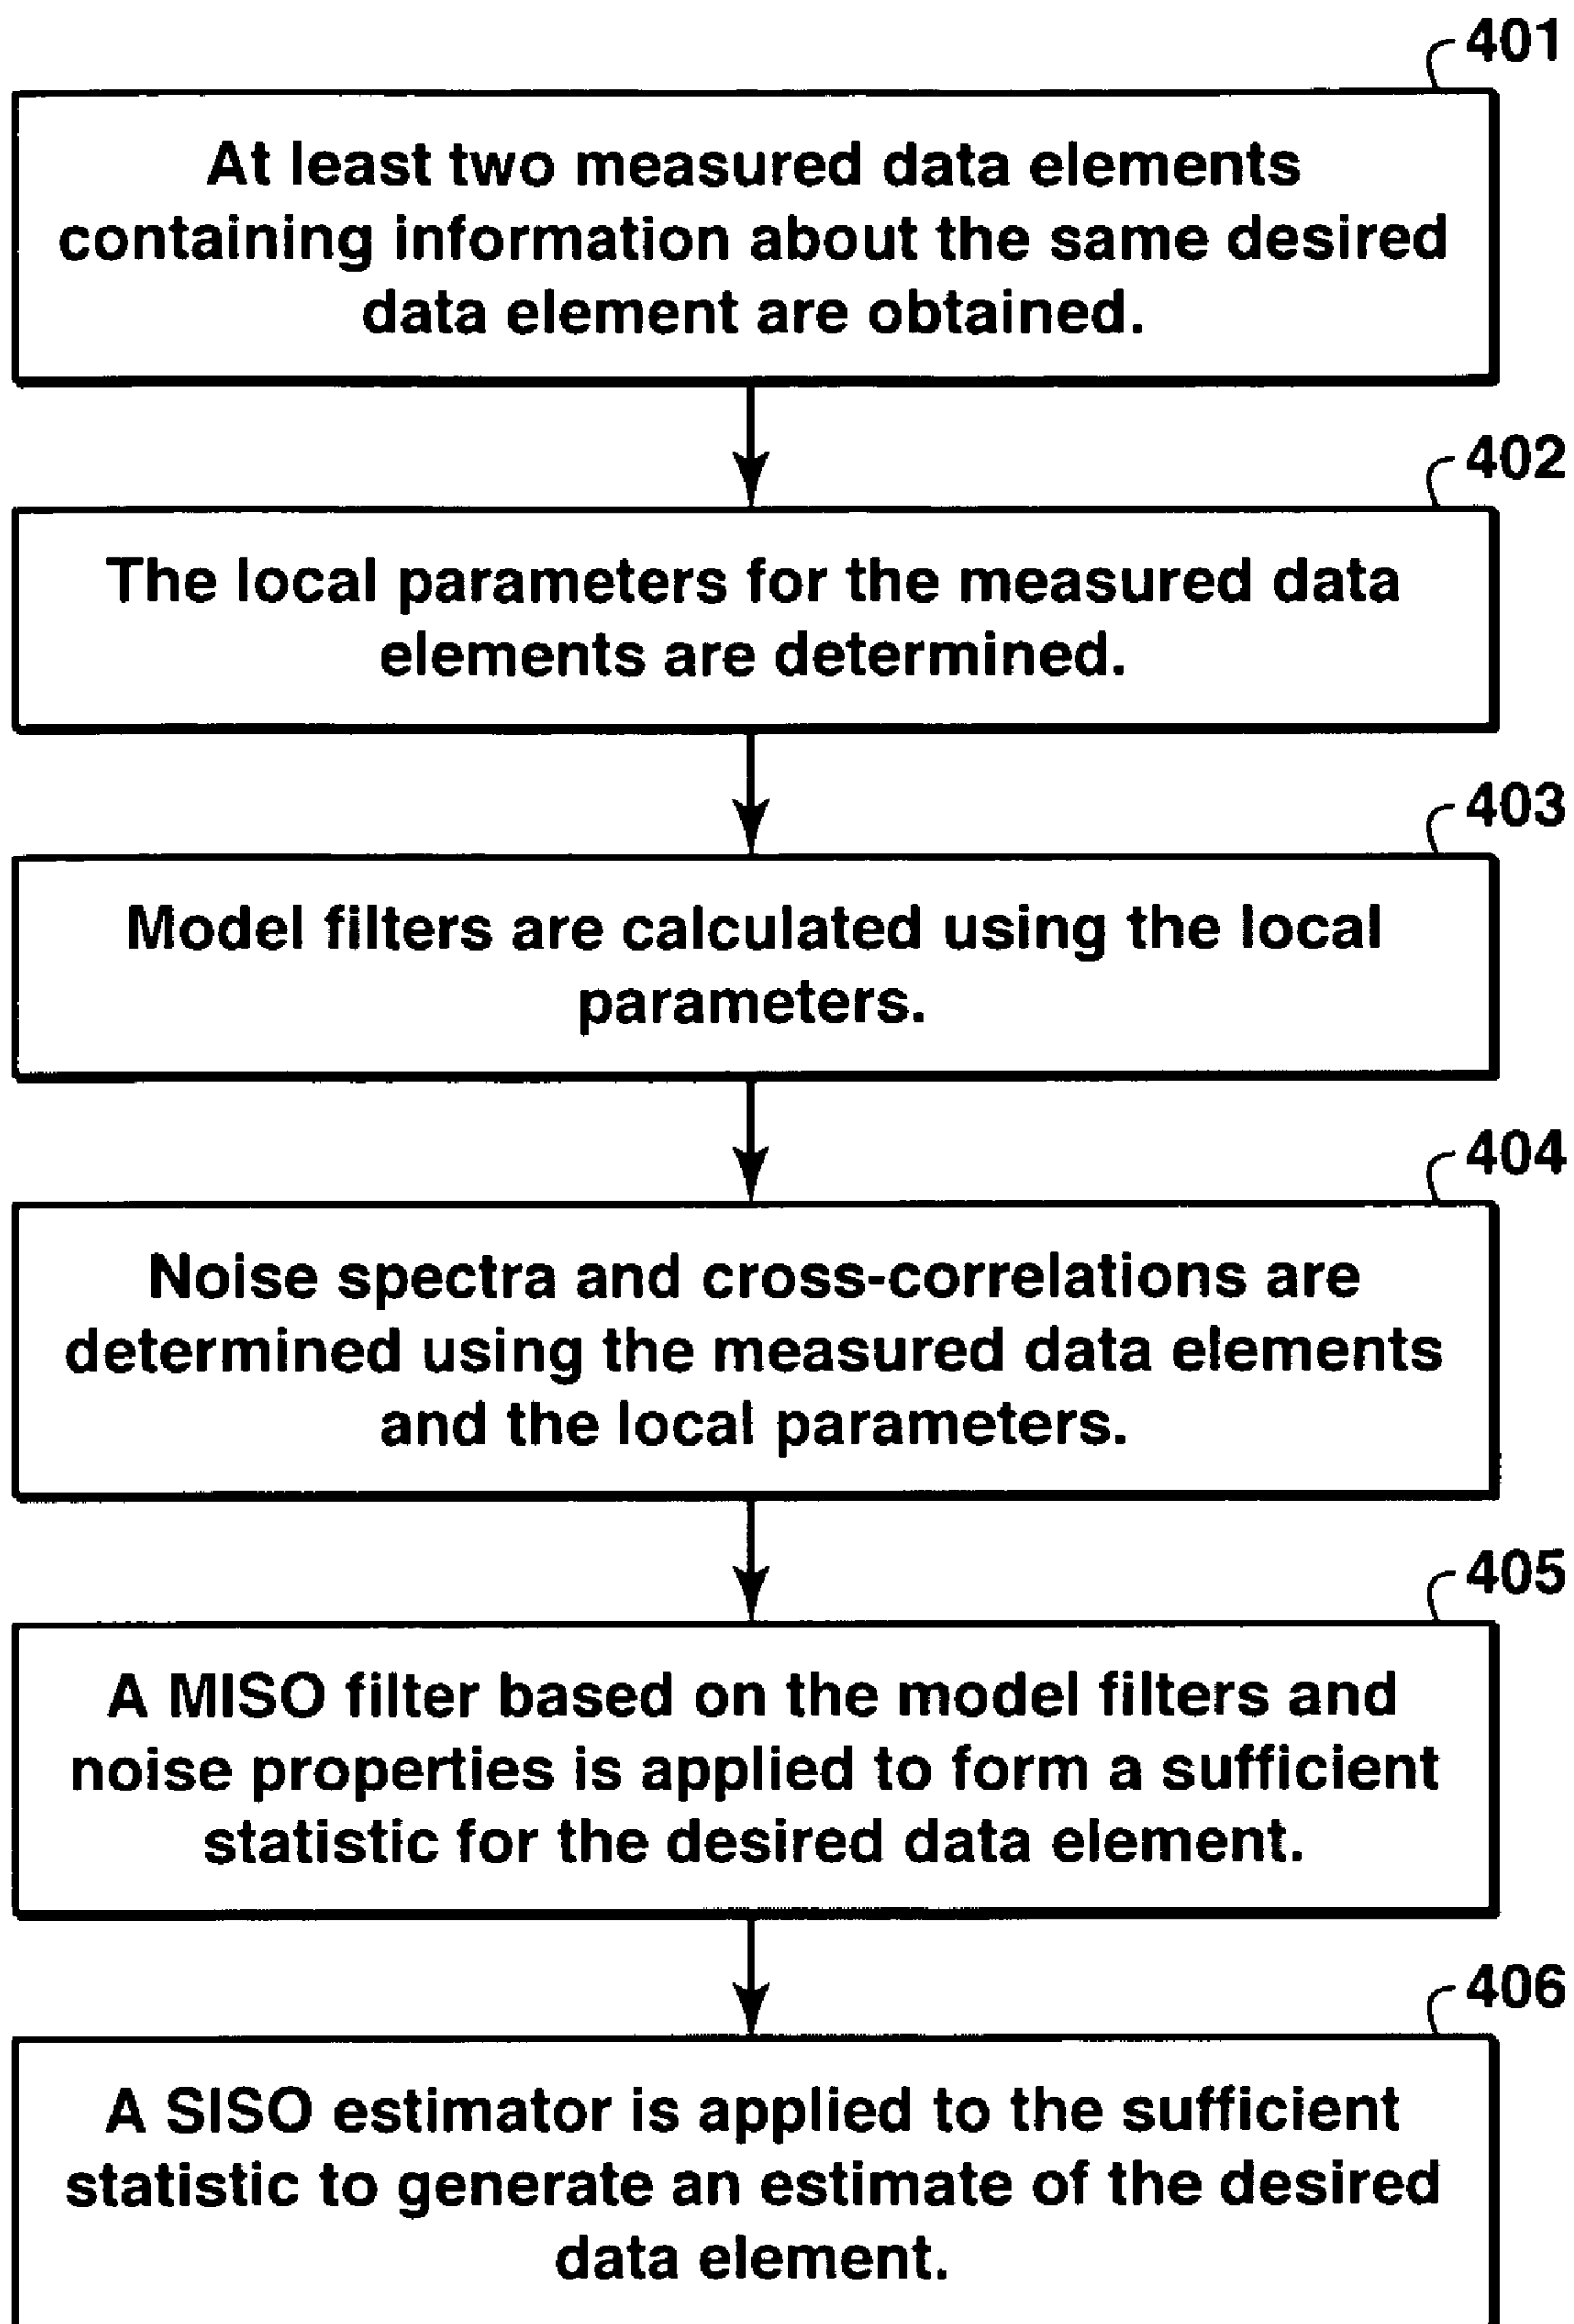 401
At least two measured data elements
containing information about the same desired
data element are obtained.
402
The local parameters for the measured data
elements are determined.
403
Model filters are calculated using the local
parameters.
404
Noise spectra and cross-correlations are
determined using the measured data elements
and the local parameters.
405
A MISO filter based on the model filters and
noise properties is applied to form a sufficient
statistic for the desired data element.
406
A SISO estimator is applied to the sufficient
statistic to generate an estimate of the desired
data element.